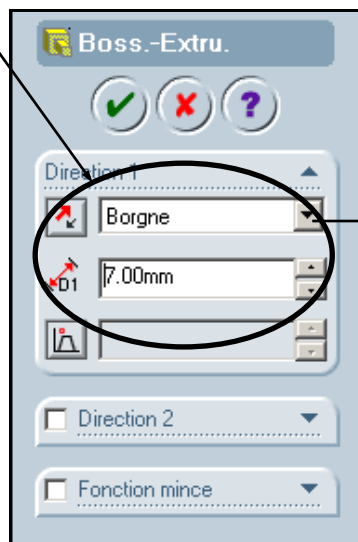 Boss.-Extru.
?
Direction 1
Borgne
D1 7.00mm
Direction 2
Fonction mince